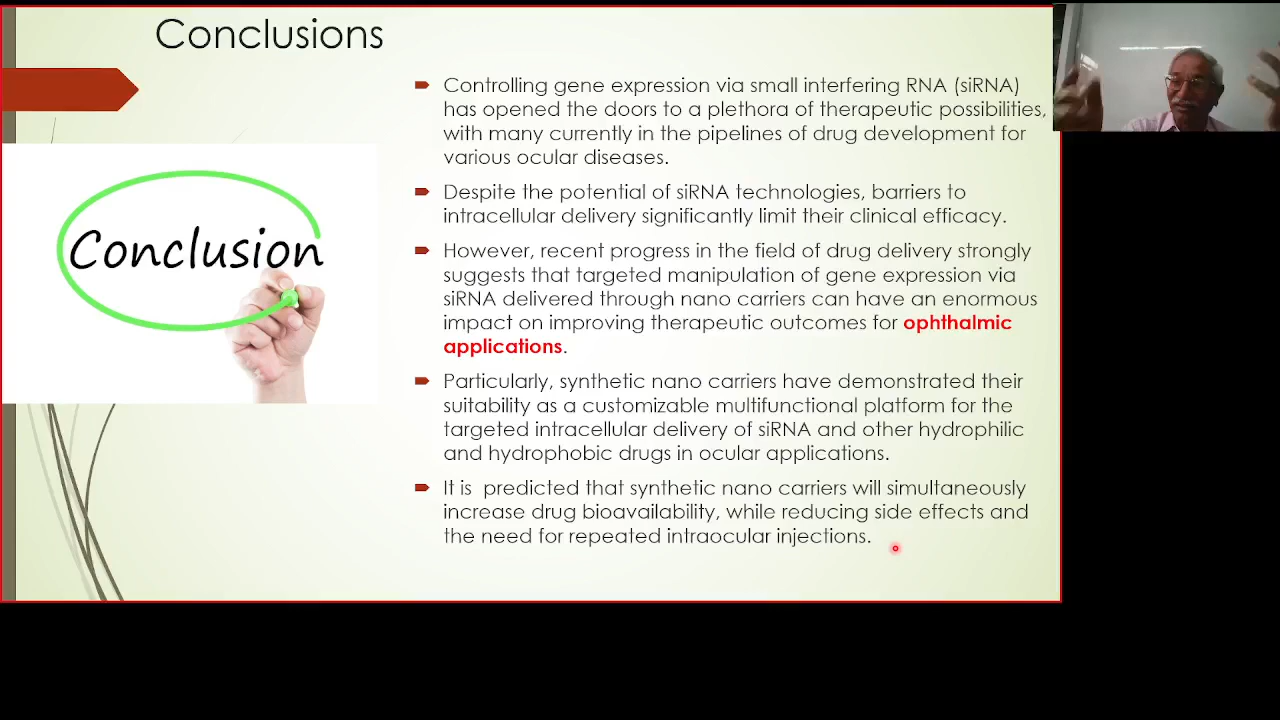 Conclusions
Controlling gene expression via small interfering RNA (siRNA)
has opened the doors to a plethora of therapeutic possibilities,
with many currently in the pipelines of drug development for
various ocular diseases.
Despite the potential of siRNA technologies, barriers to
intracellular delivery significantly limit their clinical efficacy.
However, recent progress in the field of drug delivery strongly
suggests that targeted manipulation of gene expression via
siRNA delivered through nano carriers can have an enormous
impact on improving therapeutic outcomes for ophthalmic
applications.
Particularly, synthetic nano carriers have demonstrated their
suitability as a customizable multifunctional platform for the
targeted intracellular delivery of siRNA and other hydrophilic
and hydrophobic drugs in ocular applications.
It is  predicted that synthetic nano carriers will simultaneously
increase drug bioavailability, while reducing side effects and
the need for repeated intraocular injections.
Conclusion